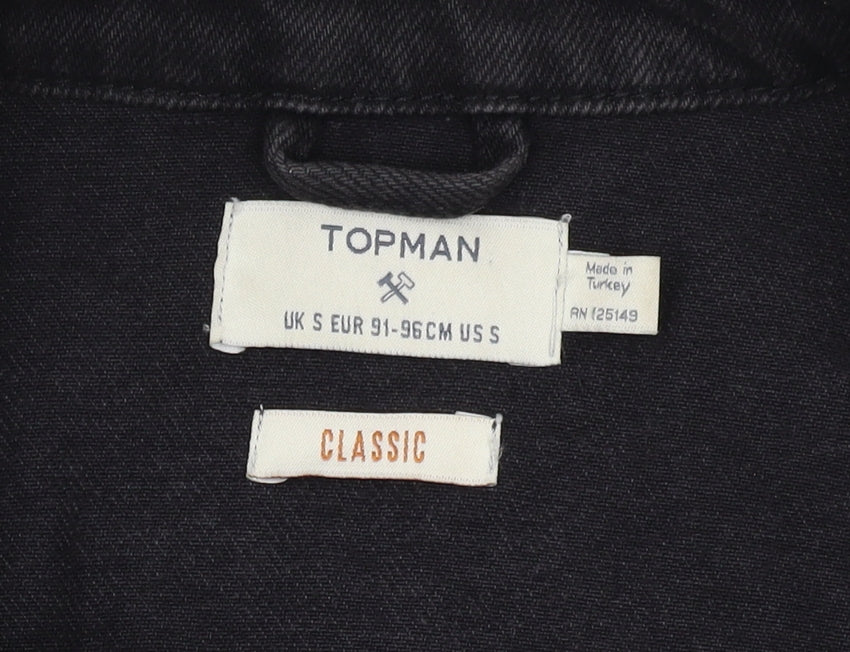 TOPMAN
UK S EUR 91-96CM US S
Made in
Turkey
RN 125149
CLASSIC